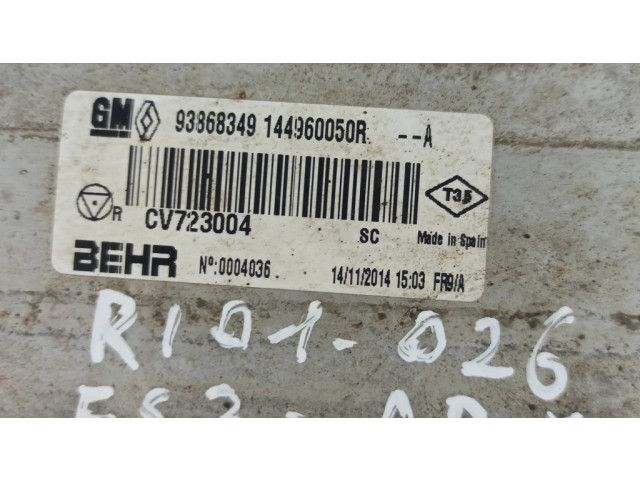 GM 93868349 144960050R --A
R CV723004 SC T35 Made in Spain
BEHR Nº:0004036 14/11/2014 15:03 FR9/A
R101-026